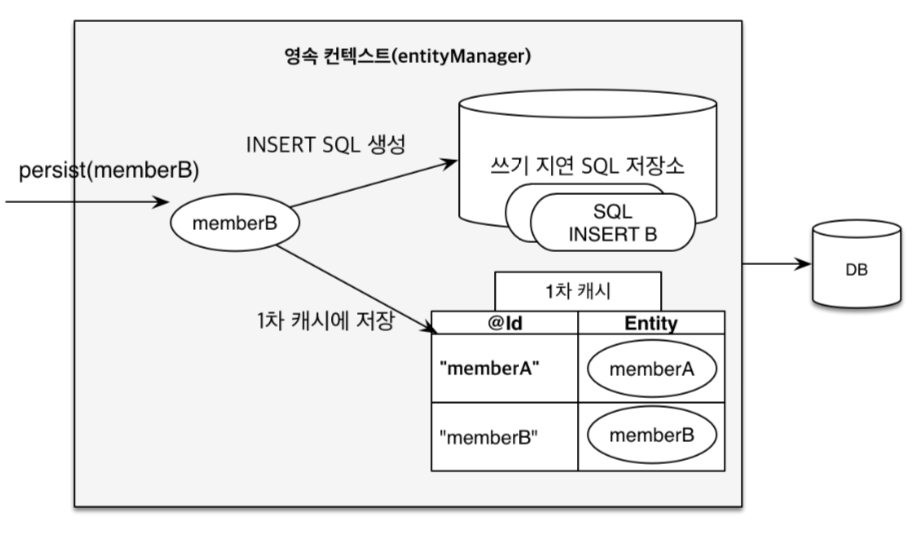 영속 컨텍스트(entityManager)
INSERT SQL 생성
persist(memberB)
쓰기 지연 SQL 저장소
memberB
SQL
INSERT B
DB
1차 캐시
1차 캐시에 저장
@Id
Entity
"memberA"
memberA
"memberB"
memberB